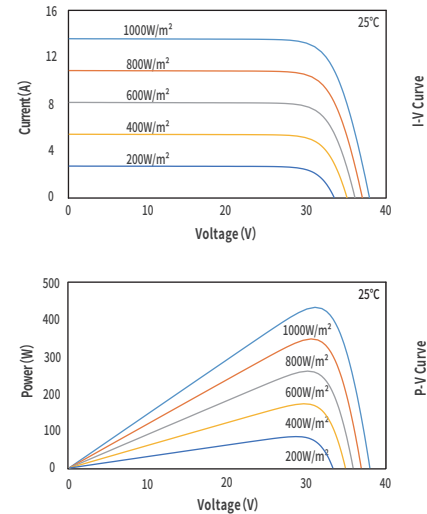 16
12
8
4
0
Current(A)
25℃
1000W/m²
800W/m²
600W/m²
400W/m²
200W/m²
0
10
20
30
40
Voltage(V)
I-V Curve
500
400
300
200
100
0
Power(W)
25℃
1000W/m²
800W/m²
600W/m²
400W/m²
200W/m²
0
10
20
30
40
Voltage(V)
P-V Curve